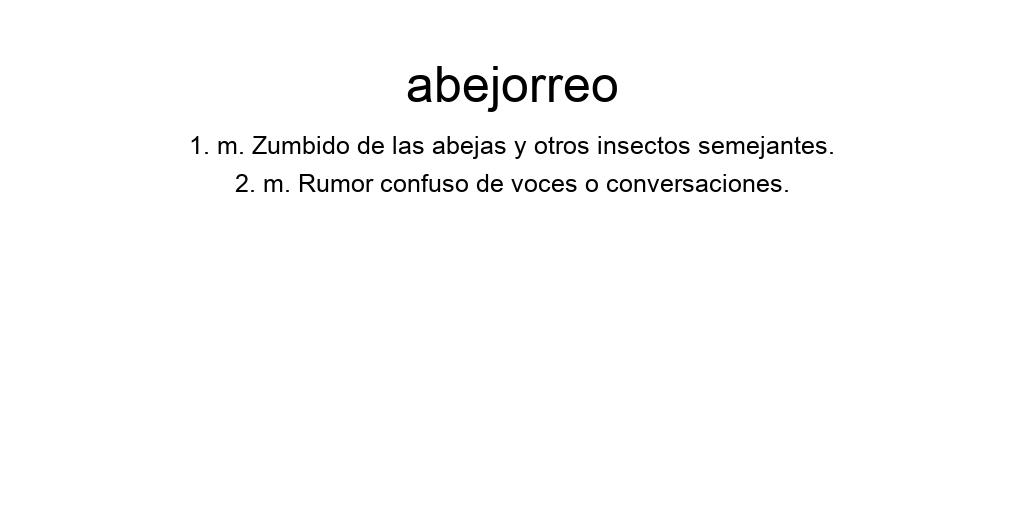 abejorreo
1. m. Zumbido de las abejas y otros insectos semejantes.
2. m. Rumor confuso de voces o conversaciones.